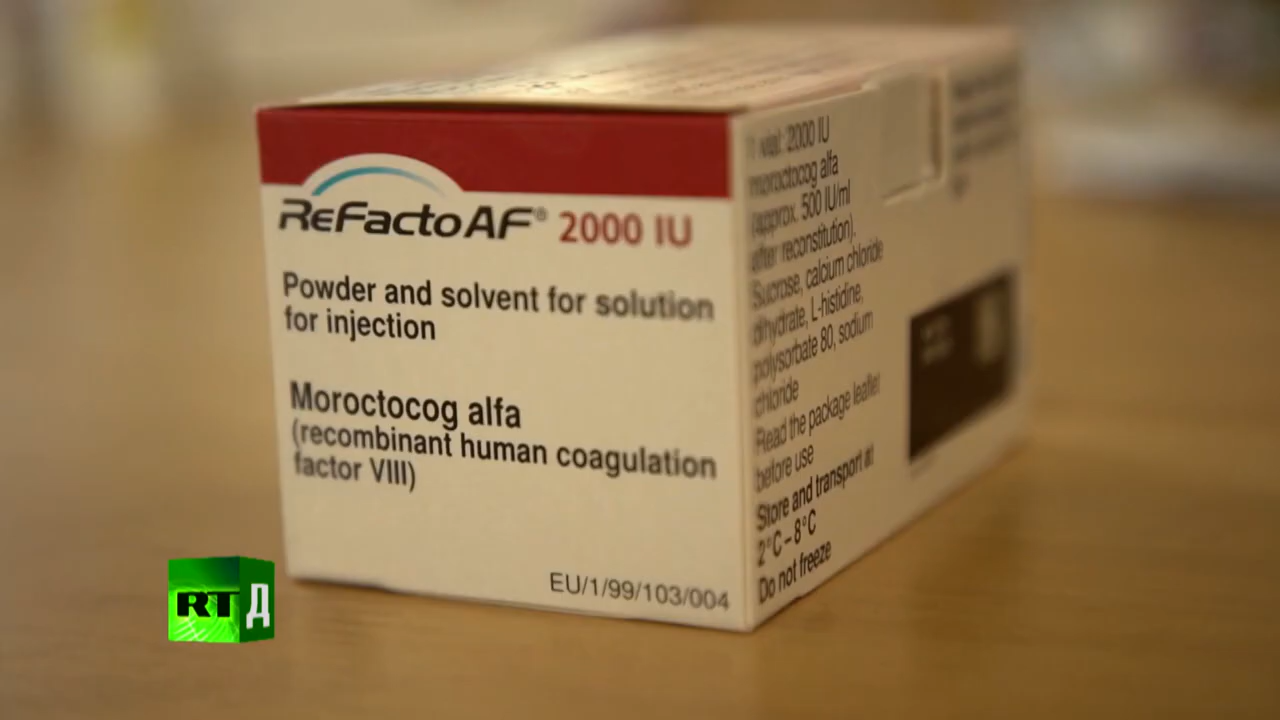 ReFacto AF® 2000 IU
Powder and solvent for solution
for injection
Moroctocog alfa
(recombinant human coagulation
factor VIII)
EU/1/99/103/004
1 vial: 2000 IU
moroctocog alfa
(approx. 500 IU/ml
after reconstitution).
Sucrose, calcium chloride
dihydrate, L-histidine,
polysorbate 80, sodium
chloride
Read the package leaflet
before use
Store and transport at
2°C – 8°C
Do not freeze
RT Д